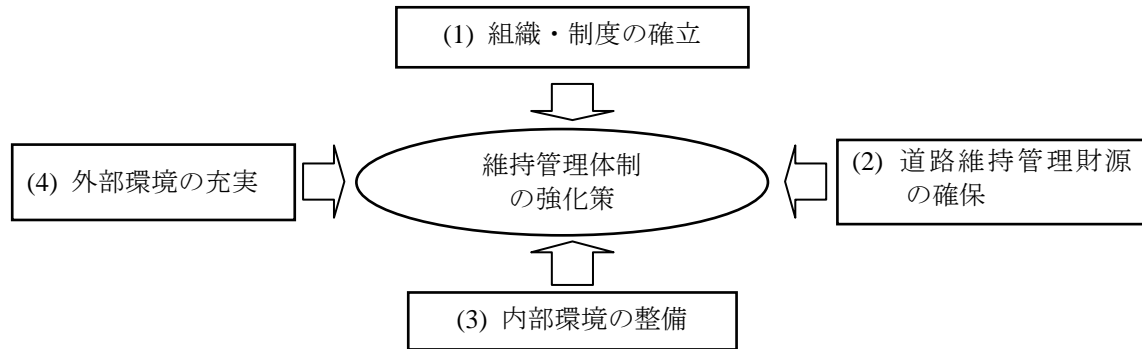 (1) 組織・制度の確立
(4) 外部環境の充実
維持管理体制
の強化策
(2) 道路維持管理財源
の確保
(3) 内部環境の整備